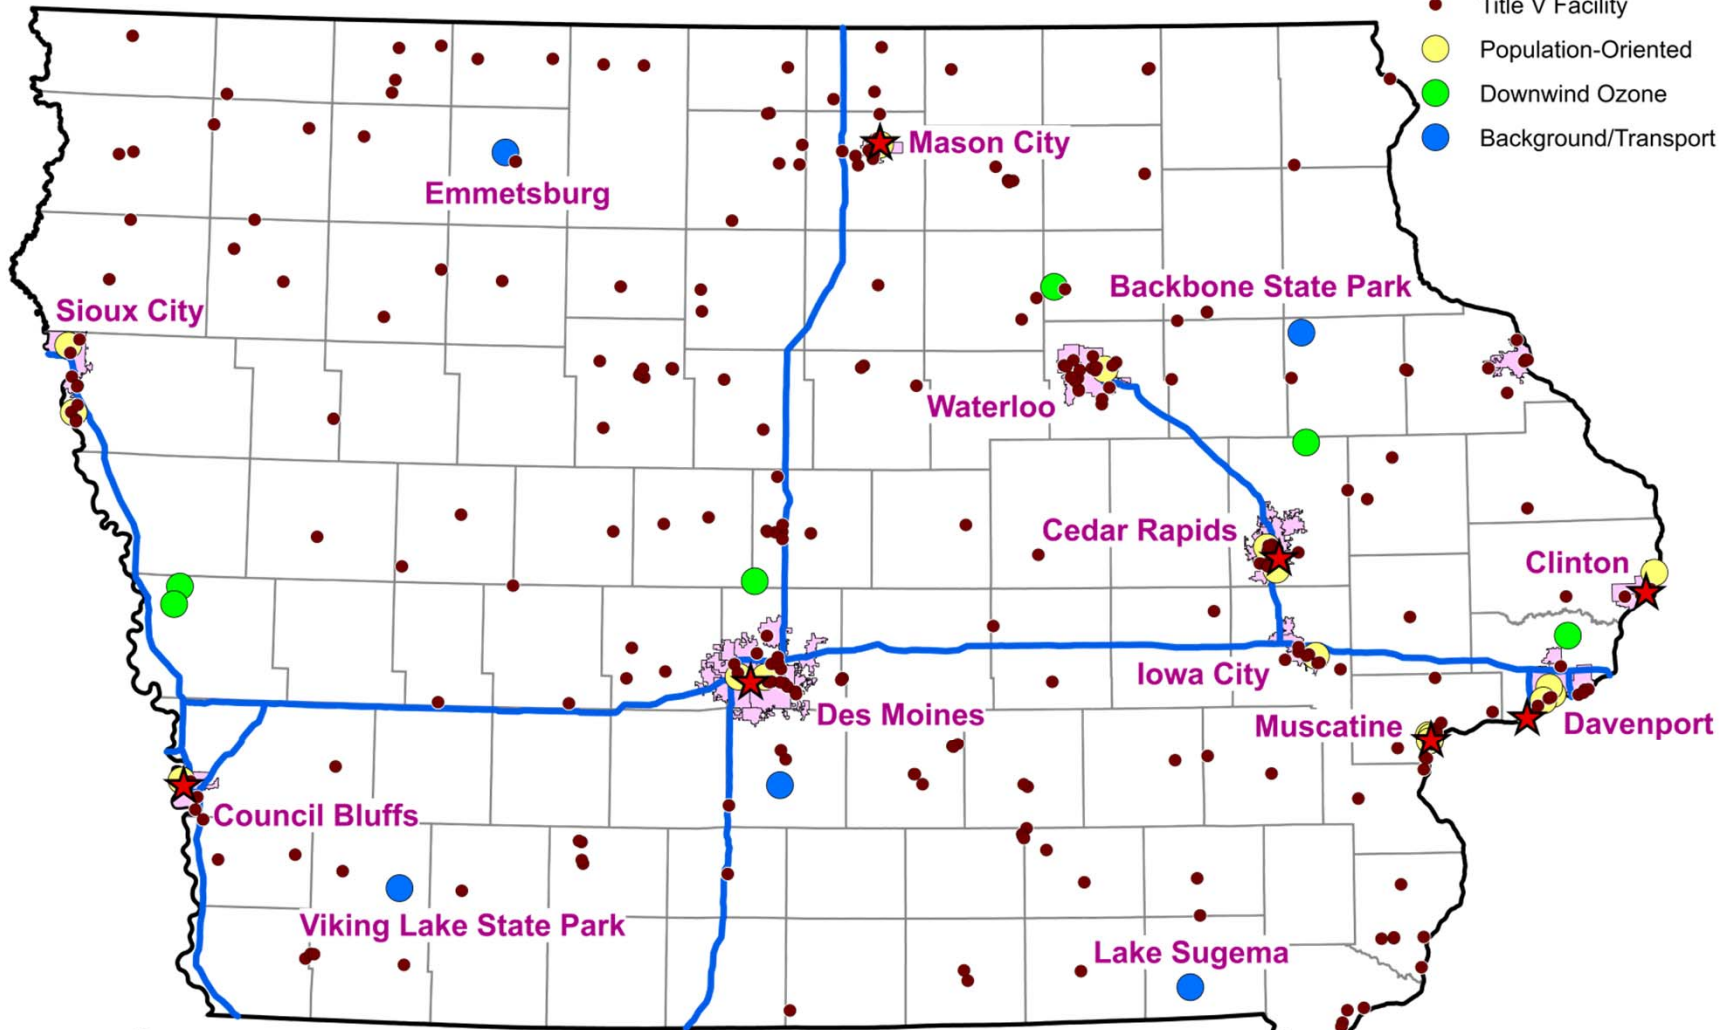 Title V Facility
Population-Oriented
Downwind Ozone
Background/Transport
Mason City
Emmetsburg
Backbone State Park
Sioux City
Waterloo
Cedar Rapids
Clinton
Iowa City
Des Moines
Muscatine
Davenport
Council Bluffs
Viking Lake State Park
Lake Sugema